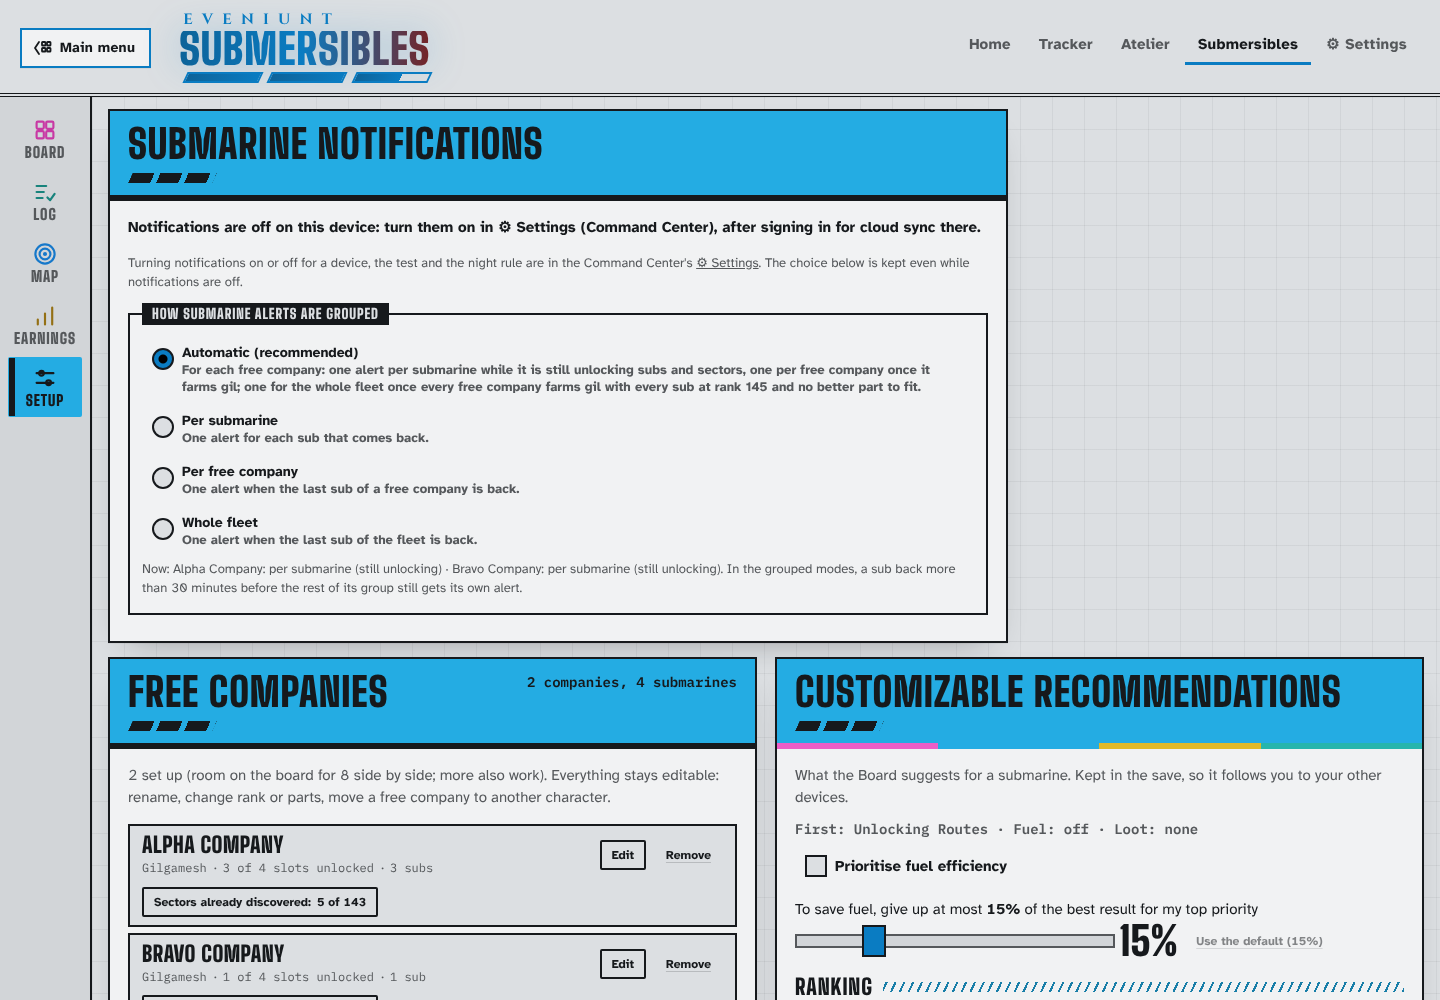 Main menu
EVENIUNT
SUBMERSIBLES
Home
Tracker
Atelier
Submersibles
⚙ Settings
BOARD
LOG
MAP
EARNINGS
SETUP
SUBMARINE NOTIFICATIONS
Notifications are off on this device: turn them on in ⚙ Settings (Command Center), after signing in for cloud sync there.
Turning notifications on or off for a device, the test and the night rule are in the Command Center's ⚙ Settings. The choice below is kept even while
notifications are off.
HOW SUBMARINE ALERTS ARE GROUPED
Automatic (recommended)
For each free company: one alert per submarine while it is still unlocking subs and sectors, one per free company once it
farms gil; one for the whole fleet once every free company farms gil with every sub at rank 145 and no better part to fit.
Per submarine
One alert for each sub that comes back.
Per free company
One alert when the last sub of a free company is back.
Whole fleet
One alert when the last sub of the fleet is back.
Now: Alpha Company: per submarine (still unlocking) · Bravo Company: per submarine (still unlocking). In the grouped modes, a sub back more
than 30 minutes before the rest of its group still gets its own alert.
FREE COMPANIES
2 companies, 4 submarines
2 set up (room on the board for 8 side by side; more also work). Everything stays editable:
rename, change rank or parts, move a free company to another character.
ALPHA COMPANY
Gilgamesh · 3 of 4 slots unlocked · 3 subs
Edit
Remove
Sectors already discovered: 5 of 143
BRAVO COMPANY
Gilgamesh · 1 of 4 slots unlocked · 1 sub
Edit
Remove
CUSTOMIZABLE RECOMMENDATIONS
What the Board suggests for a submarine. Kept in the save, so it follows you to your other
devices.
First: Unlocking Routes · Fuel: off · Loot: none
Prioritise fuel efficiency
To save fuel, give up at most 15% of the best result for my top priority
15%
Use the default (15%)
RANKING